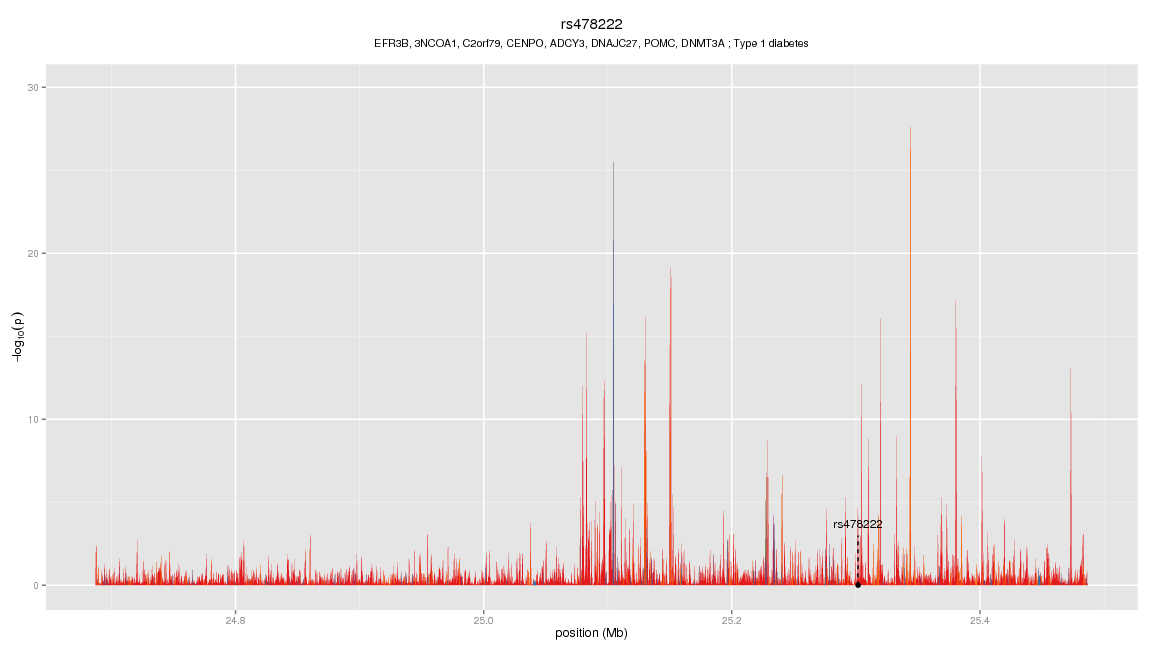 rs478222
EFR3B, 3NCOA1, C2orf79, CENPO, ADCY3, DNAJC27, POMC, DNMT3A ; Type 1 diabetes
30
20
−log10(p)
10
rs478222
0
24.8 25.0 25.2 25.4
position (Mb)